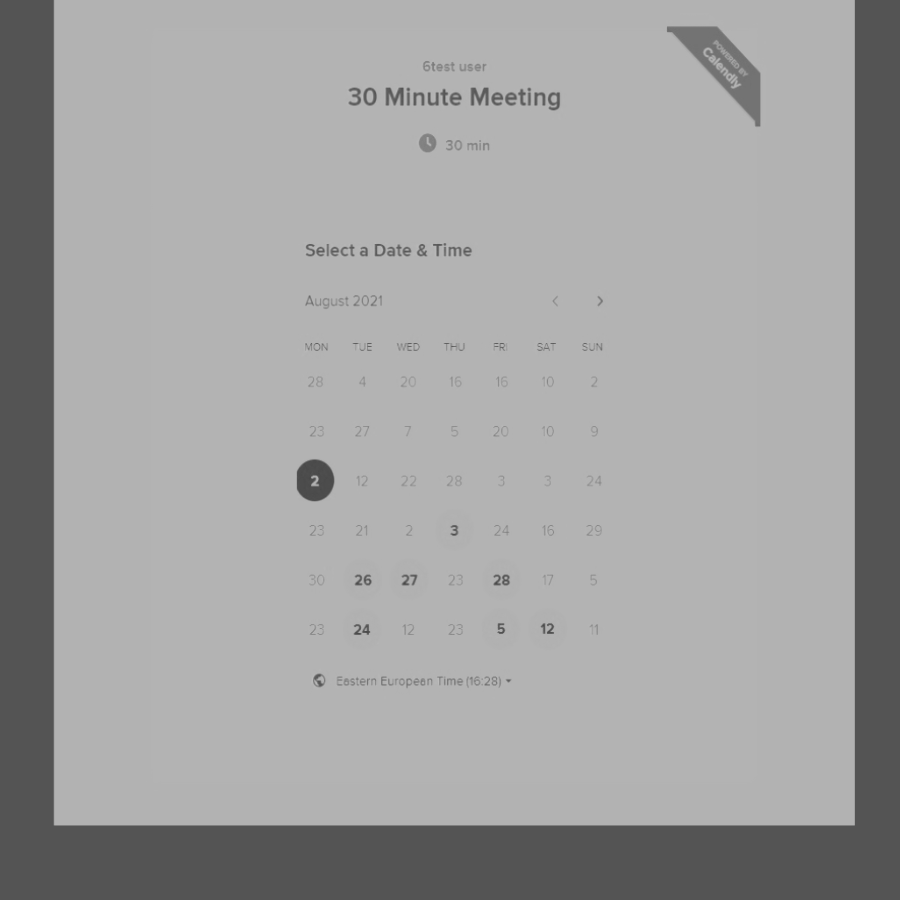 POWERED BY
Calendly
6test user
30 Minute Meeting
30 min
Select a Date & Time
August 2021
MON TUE WED THU FRI SAT SUN
28 4 20 16 16 10 2
23 27 7 5 20 10 9
2 12 22 28 3 3 24
23 21 2 3 24 16 29
30 26 27 23 28 17 5
23 24 12 23 5 12 11
Eastern European Time (16:28)